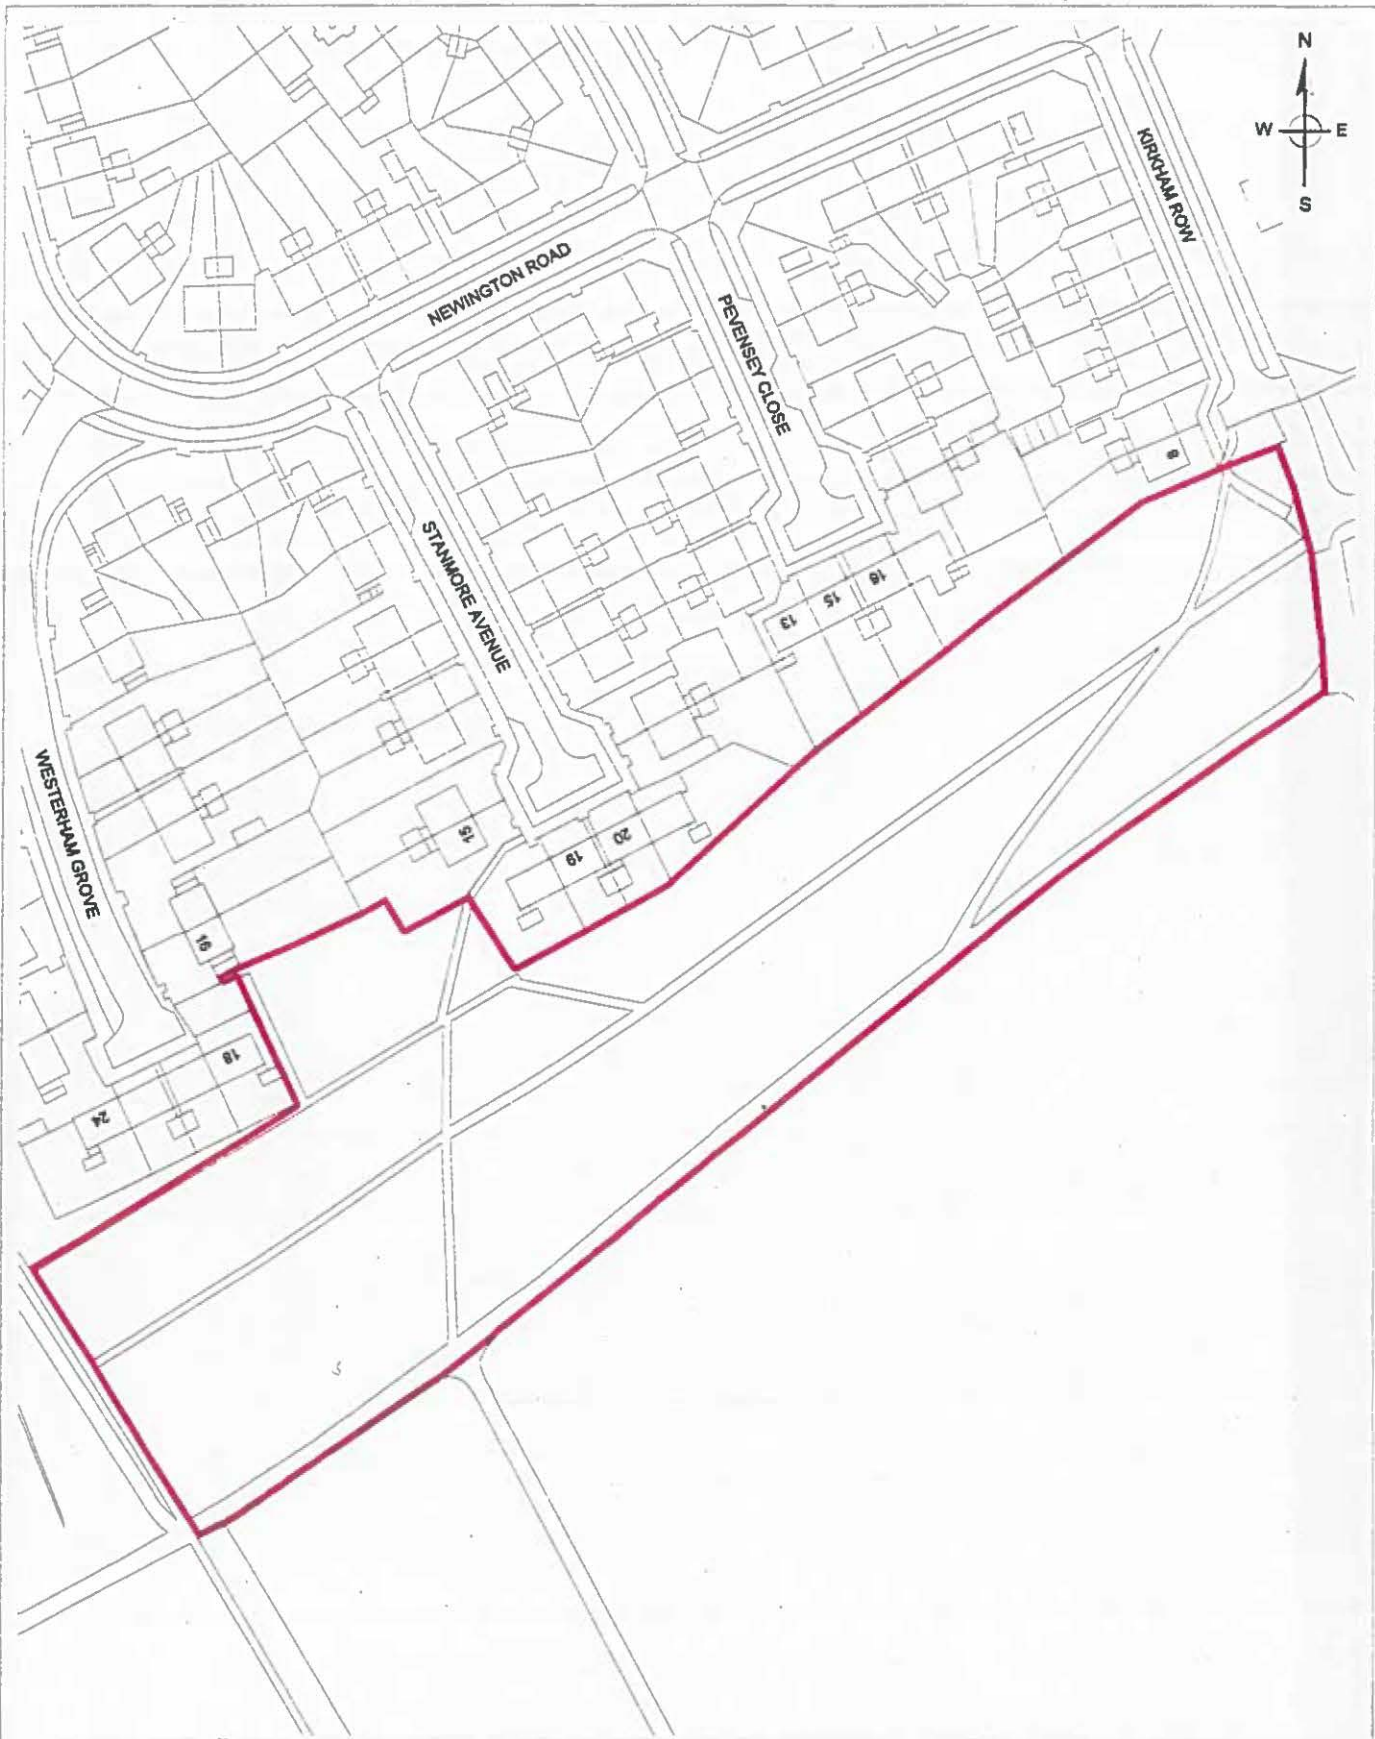 N
W E
S
KIRKHAM ROW
NEWINGTON ROAD
PEVENSEY CLOSE
8
STANMORE AVENUE
16
15
13
WESTERHAM GROVE
15
20
19
16
18
24